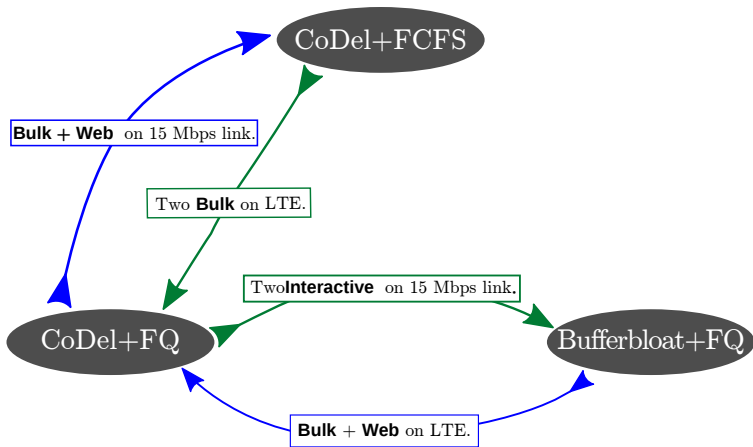 CoDel+FCFS
Bulk + Web on 15 Mbps link.
Two Bulk on LTE.
TwoInteractive on 15 Mbps link.
CoDel+FQ
Bufferbloat+FQ
Bulk + Web on LTE.